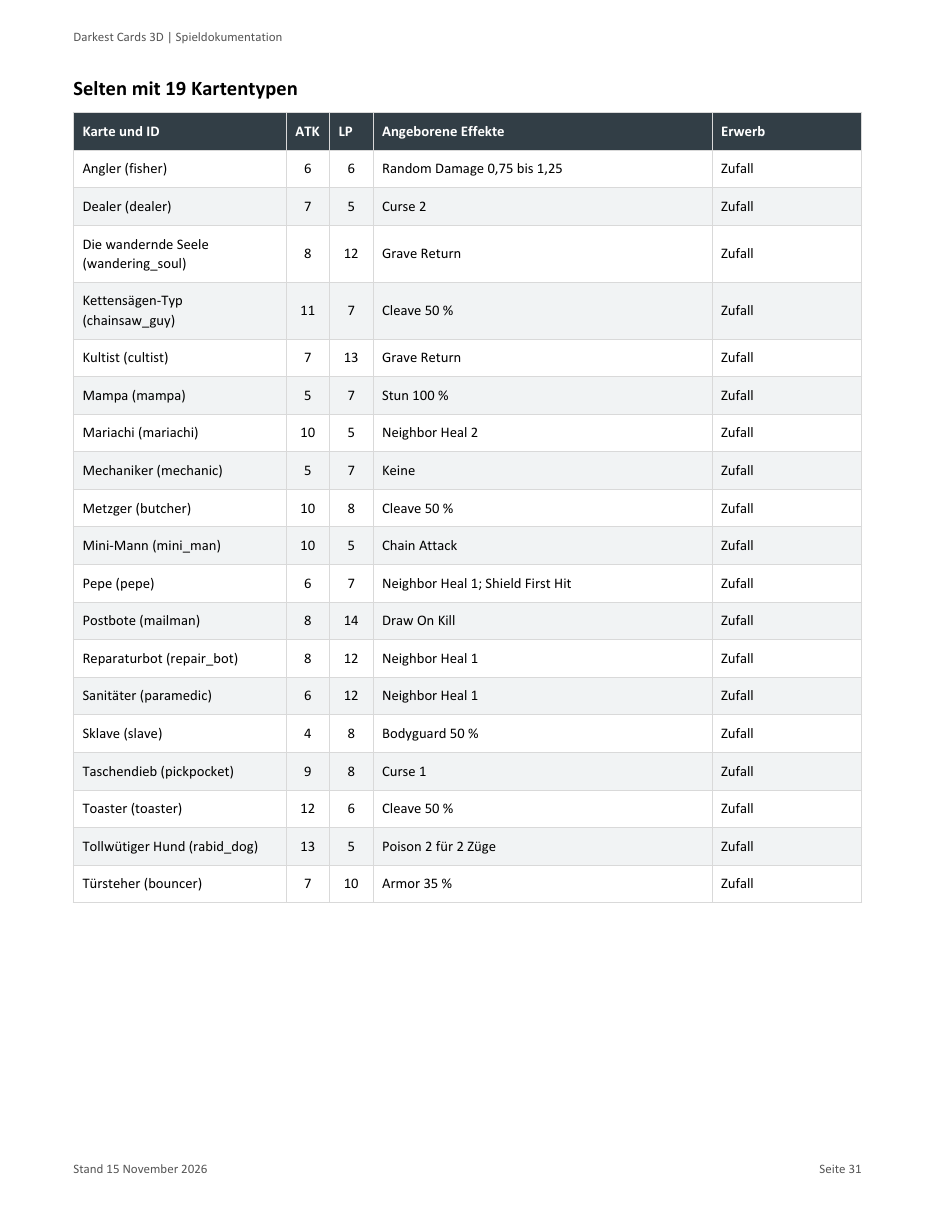 Darkest Cards 3D | Spieldokumentation
Selten mit 19 Kartentypen
Karte und ID ATK LP Angeborene Effekte Erwerb
Angler (fisher) 6 6 Random Damage 0,75 bis 1,25 Zufall
Dealer (dealer) 7 5 Curse 2 Zufall
Die wandernde Seele
(wandering_soul) 8 12 Grave Return Zufall
Kettensägen-Typ
(chainsaw_guy) 11 7 Cleave 50 % Zufall
Kultist (cultist) 7 13 Grave Return Zufall
Mampa (mampa) 5 7 Stun 100 % Zufall
Mariachi (mariachi) 10 5 Neighbor Heal 2 Zufall
Mechaniker (mechanic) 5 7 Keine Zufall
Metzger (butcher) 10 8 Cleave 50 % Zufall
Mini-Mann (mini_man) 10 5 Chain Attack Zufall
Pepe (pepe) 6 7 Neighbor Heal 1; Shield First Hit Zufall
Postbote (mailman) 8 14 Draw On Kill Zufall
Reparaturbot (repair_bot) 8 12 Neighbor Heal 1 Zufall
Sanitäter (paramedic) 6 12 Neighbor Heal 1 Zufall
Sklave (slave) 4 8 Bodyguard 50 % Zufall
Taschendieb (pickpocket) 9 8 Curse 1 Zufall
Toaster (toaster) 12 6 Cleave 50 % Zufall
Tollwütiger Hund (rabid_dog) 13 5 Poison 2 für 2 Züge Zufall
Türsteher (bouncer) 7 10 Armor 35 % Zufall
Stand 15 November 2026 Seite 31